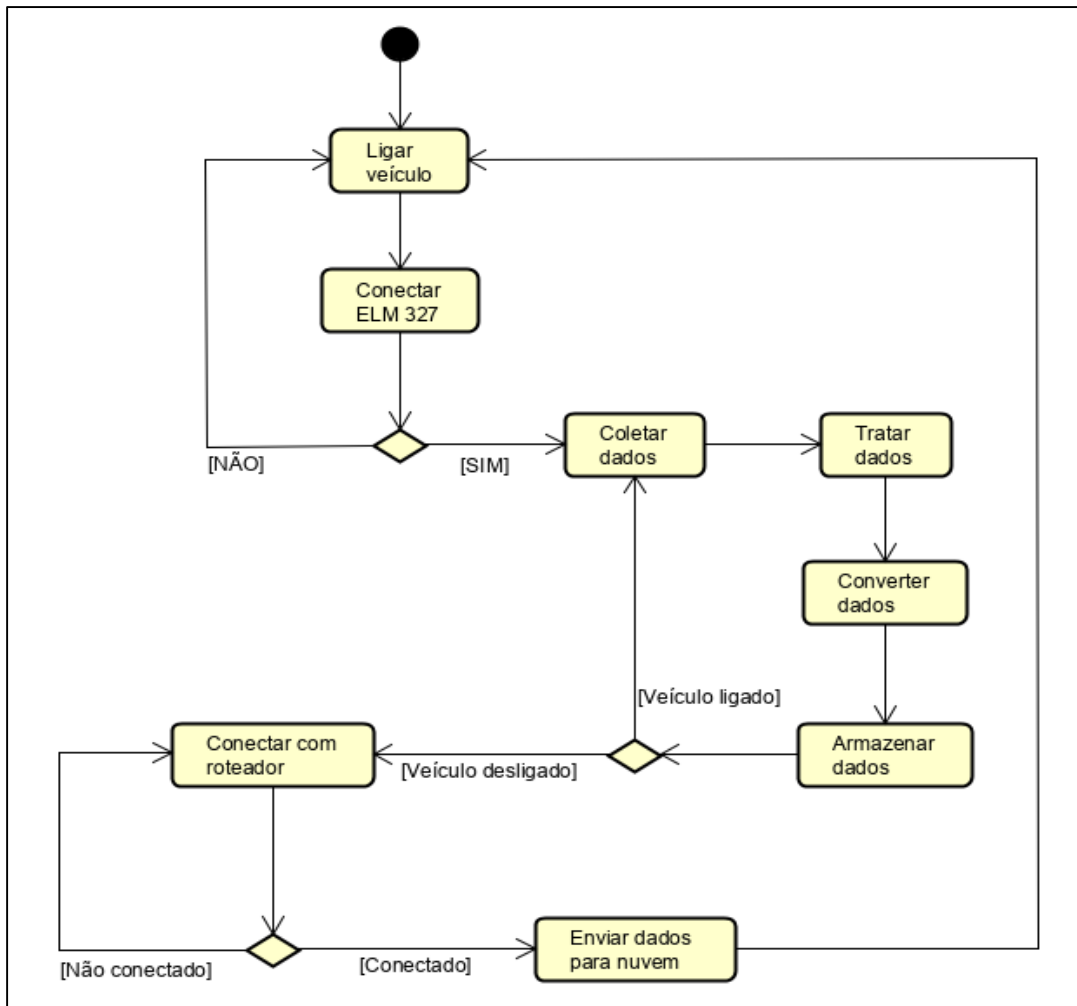 Ligar
veículo
Conectar
ELM 327
[NÃO]
[SIM]
Coletar
dados
Tratar
dados
Converter
dados
[Veículo ligado]
Armazenar
dados
[Veículo desligado]
Conectar com
roteador
[Não conectado]
[Conectado]
Enviar dados
para nuvem